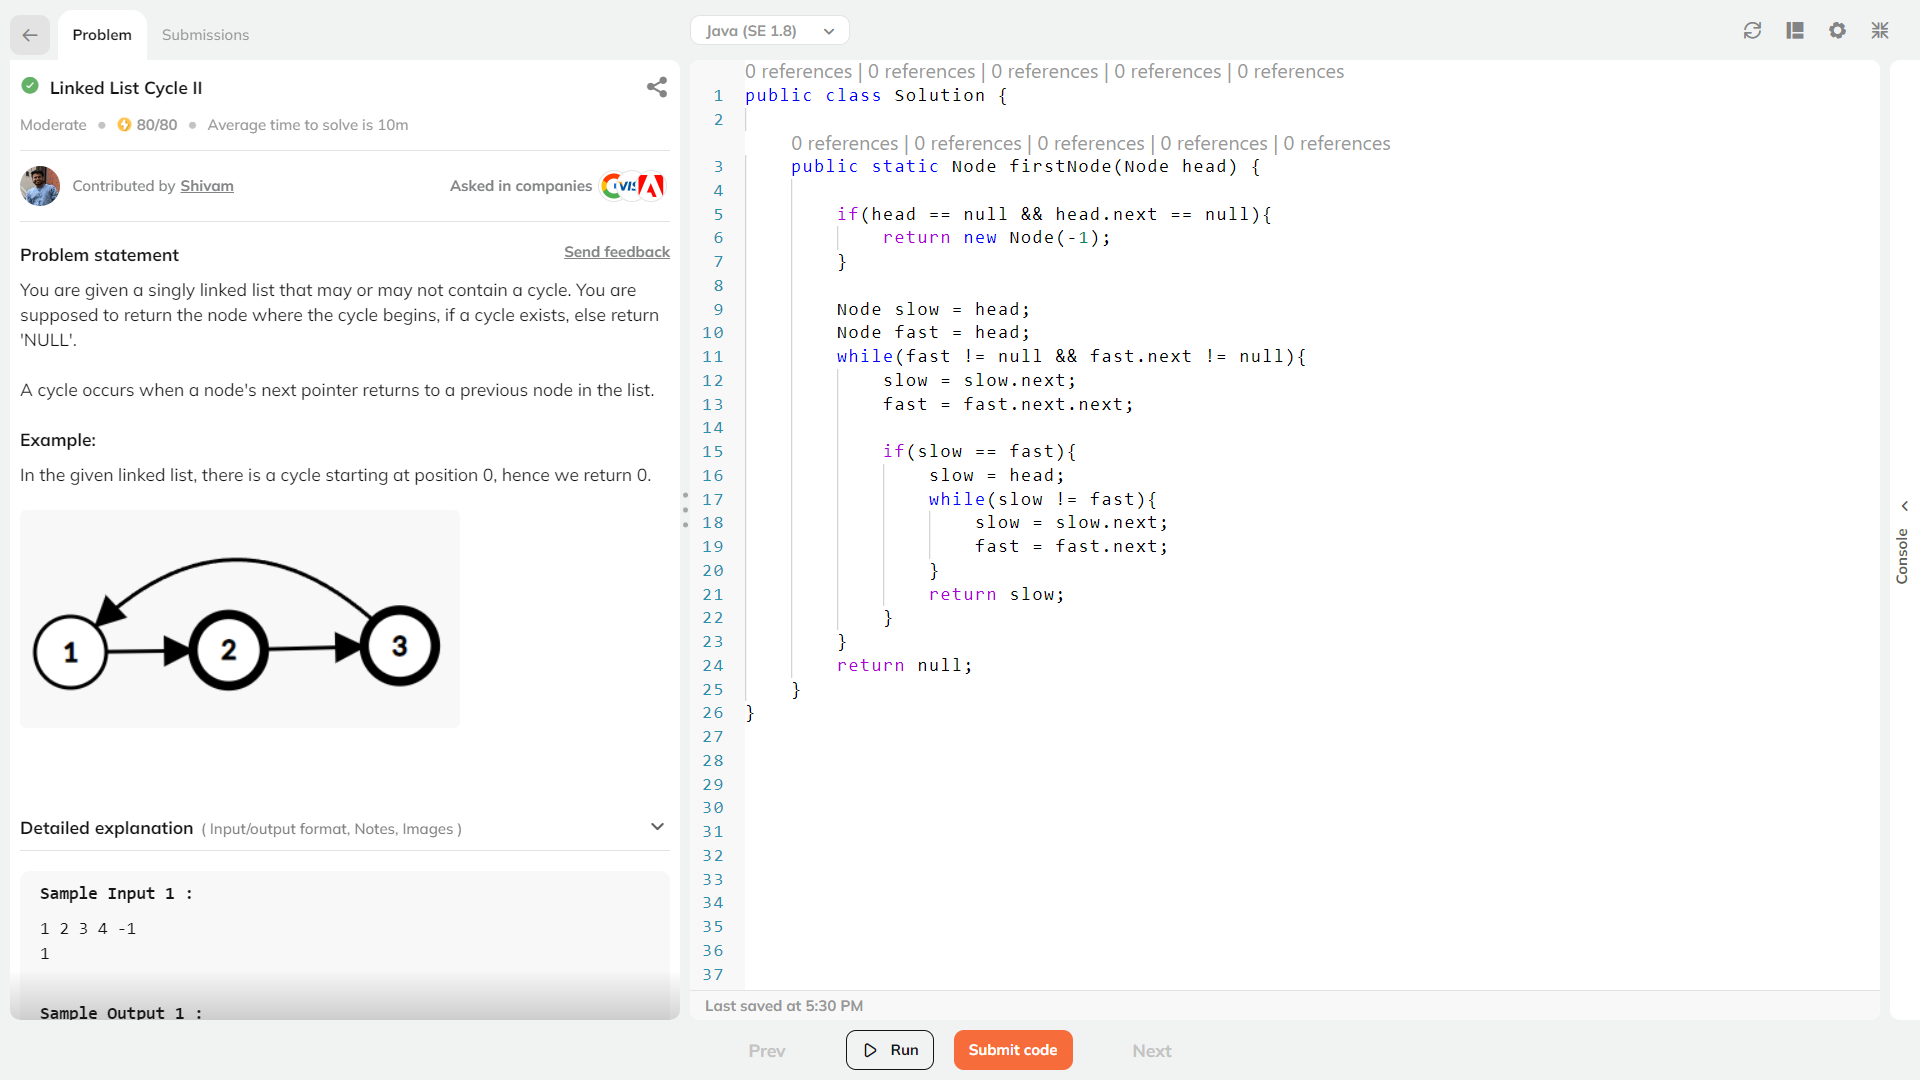 Problem
Submissions
Java (SE 1.8)
Linked List Cycle II
Moderate • 80/80 • Average time to solve is 10m
Contributed by Shivam
Asked in companies
VIS
Problem statement
Send feedback
You are given a singly linked list that may or may not contain a cycle. You are
supposed to return the node where the cycle begins, if a cycle exists, else return
'NULL'.
A cycle occurs when a node's next pointer returns to a previous node in the list.
Example:
In the given linked list, there is a cycle starting at position 0, hence we return 0.
1 2 3
Detailed explanation ( Input/output format, Notes, Images )
Sample Input 1 :
1 2 3 4 -1
1
Sample Output 1 :
0 references | 0 references | 0 references | 0 references | 0 references
1 public class Solution {
2
0 references | 0 references | 0 references | 0 references | 0 references
3 public static Node firstNode(Node head) {
4
5 if(head == null && head.next == null){
6 return new Node(-1);
7 }
8
9 Node slow = head;
10 Node fast = head;
11 while(fast != null && fast.next != null){
12 slow = slow.next;
13 fast = fast.next.next;
14
15 if(slow == fast){
16 slow = head;
17 while(slow != fast){
18 slow = slow.next;
19 fast = fast.next;
20 }
21 return slow;
22 }
23 }
24 return null;
25 }
26 }
27
28
29
30
31
32
33
34
35
36
37
Last saved at 5:30 PM
Console
Prev
Run
Submit code
Next